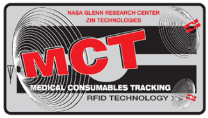 NASA GLENN RESEARCH CENTER
ZIN TECHNOLOGIES
MCT
MEDICAL CONSUMABLES TRACKING
RFID TECHNOLOGY